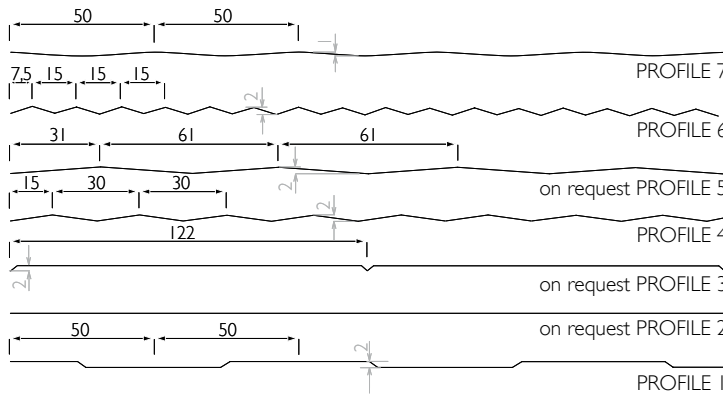 50 50
1
PROFILE 7
7,5 15 15 15
2
PROFILE 6
31 61 61
2
on request PROFILE 5
15 30 30
2
PROFILE 4
122
2
on request PROFILE 3
on request PROFILE 2
50 50
2
PROFILE 1